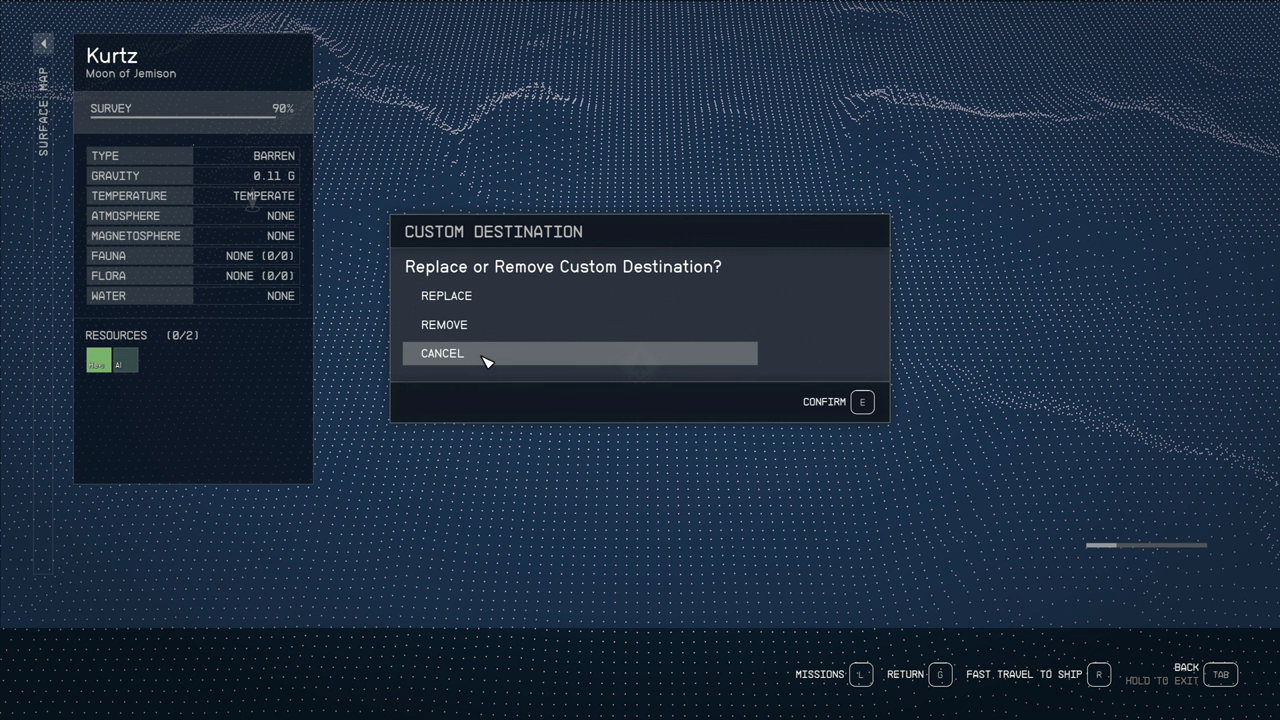 SURFACE MAP
Kurtz
Moon of Jemison
SURVEY 90%
TYPE BARREN
GRAVITY 0.11 G
TEMPERATURE TEMPERATE
ATMOSPHERE NONE
MAGNETOSPHERE NONE
FAUNA NONE (0/0)
FLORA NONE (0/0)
WATER NONE
RESOURCES (0/2)
Al
CUSTOM DESTINATION
Replace or Remove Custom Destination?
REPLACE
REMOVE
CANCEL
CONFIRM E
MISSIONS L
RETURN G
FAST TRAVEL TO SHIP R
BACK
HOLD TO EXIT TAB